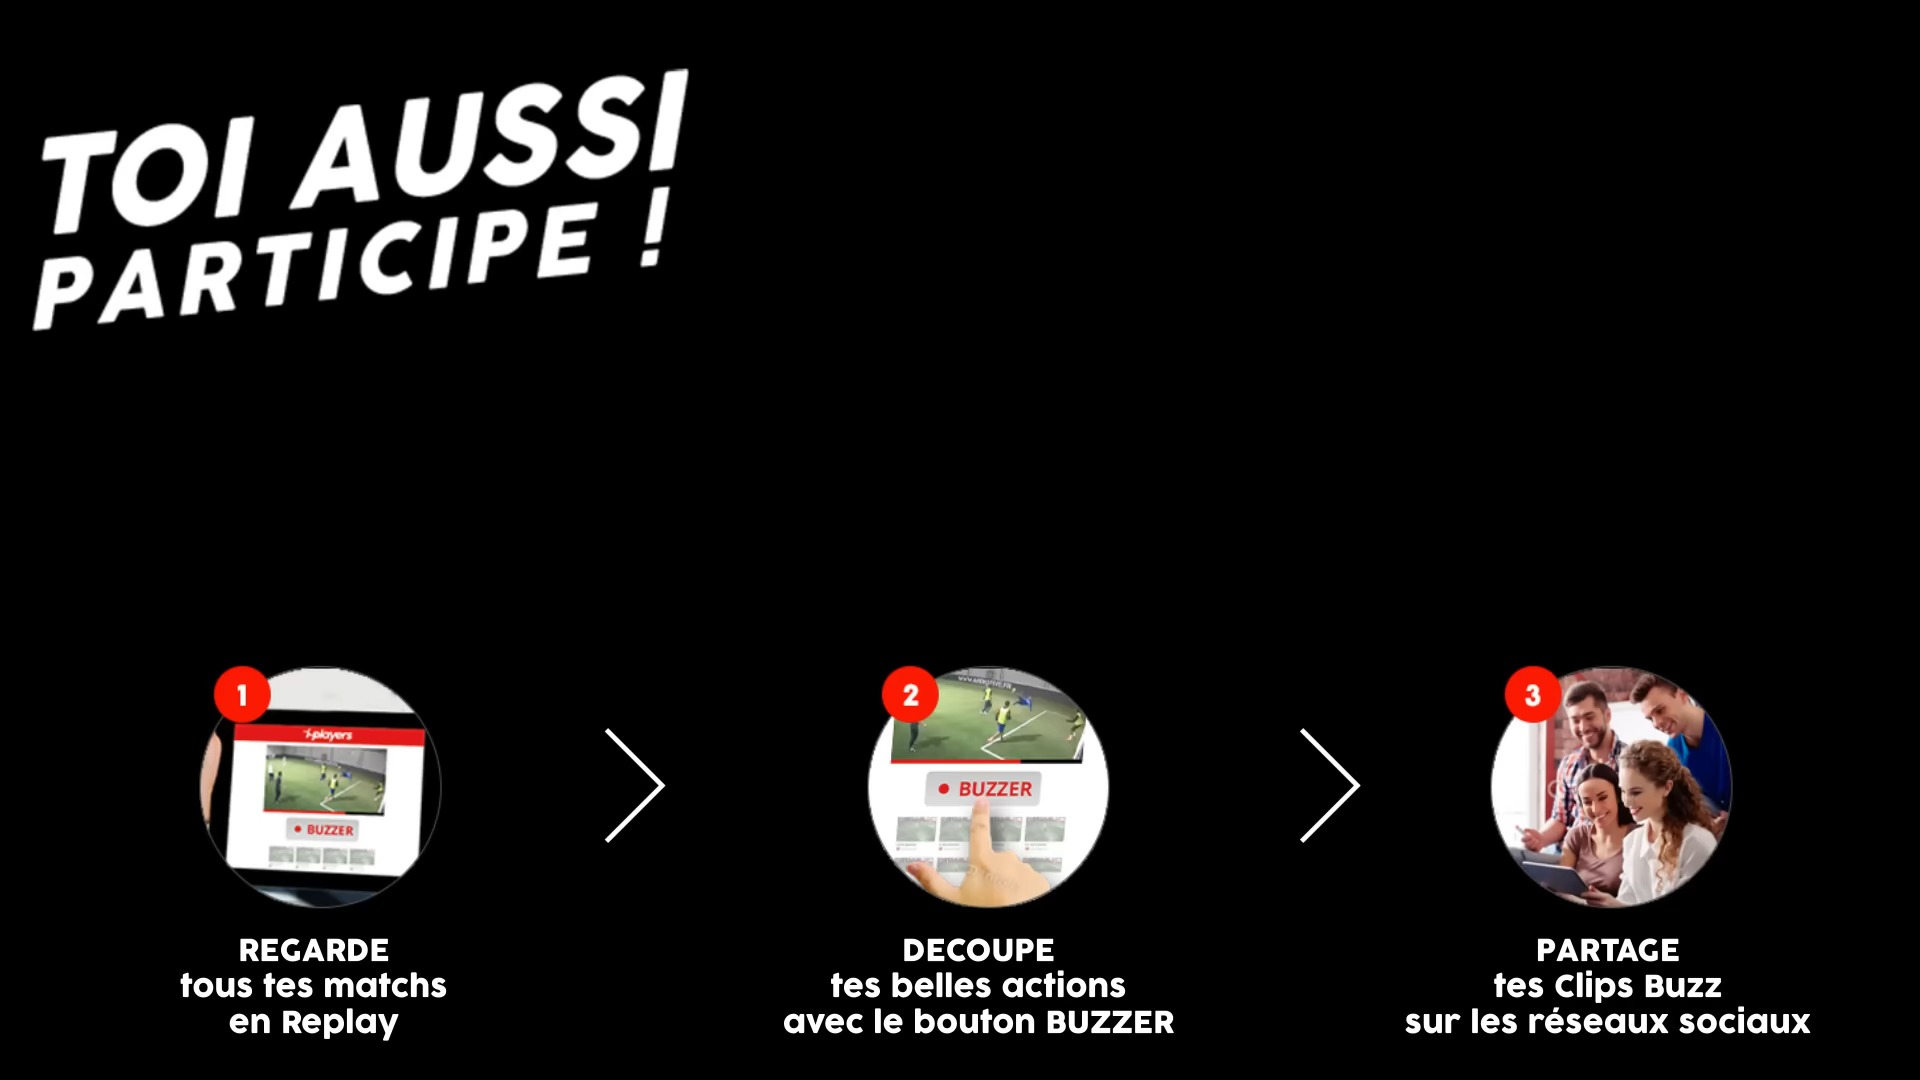 TOI AUSSI
PARTICIPE !
1
i-players
BUZZER
REGARDE
tous tes matchs
en Replay
2
BUZZER
DECOUPE
tes belles actions
avec le bouton BUZZER
3
PARTAGE
tes Clips Buzz
sur les réseaux sociaux